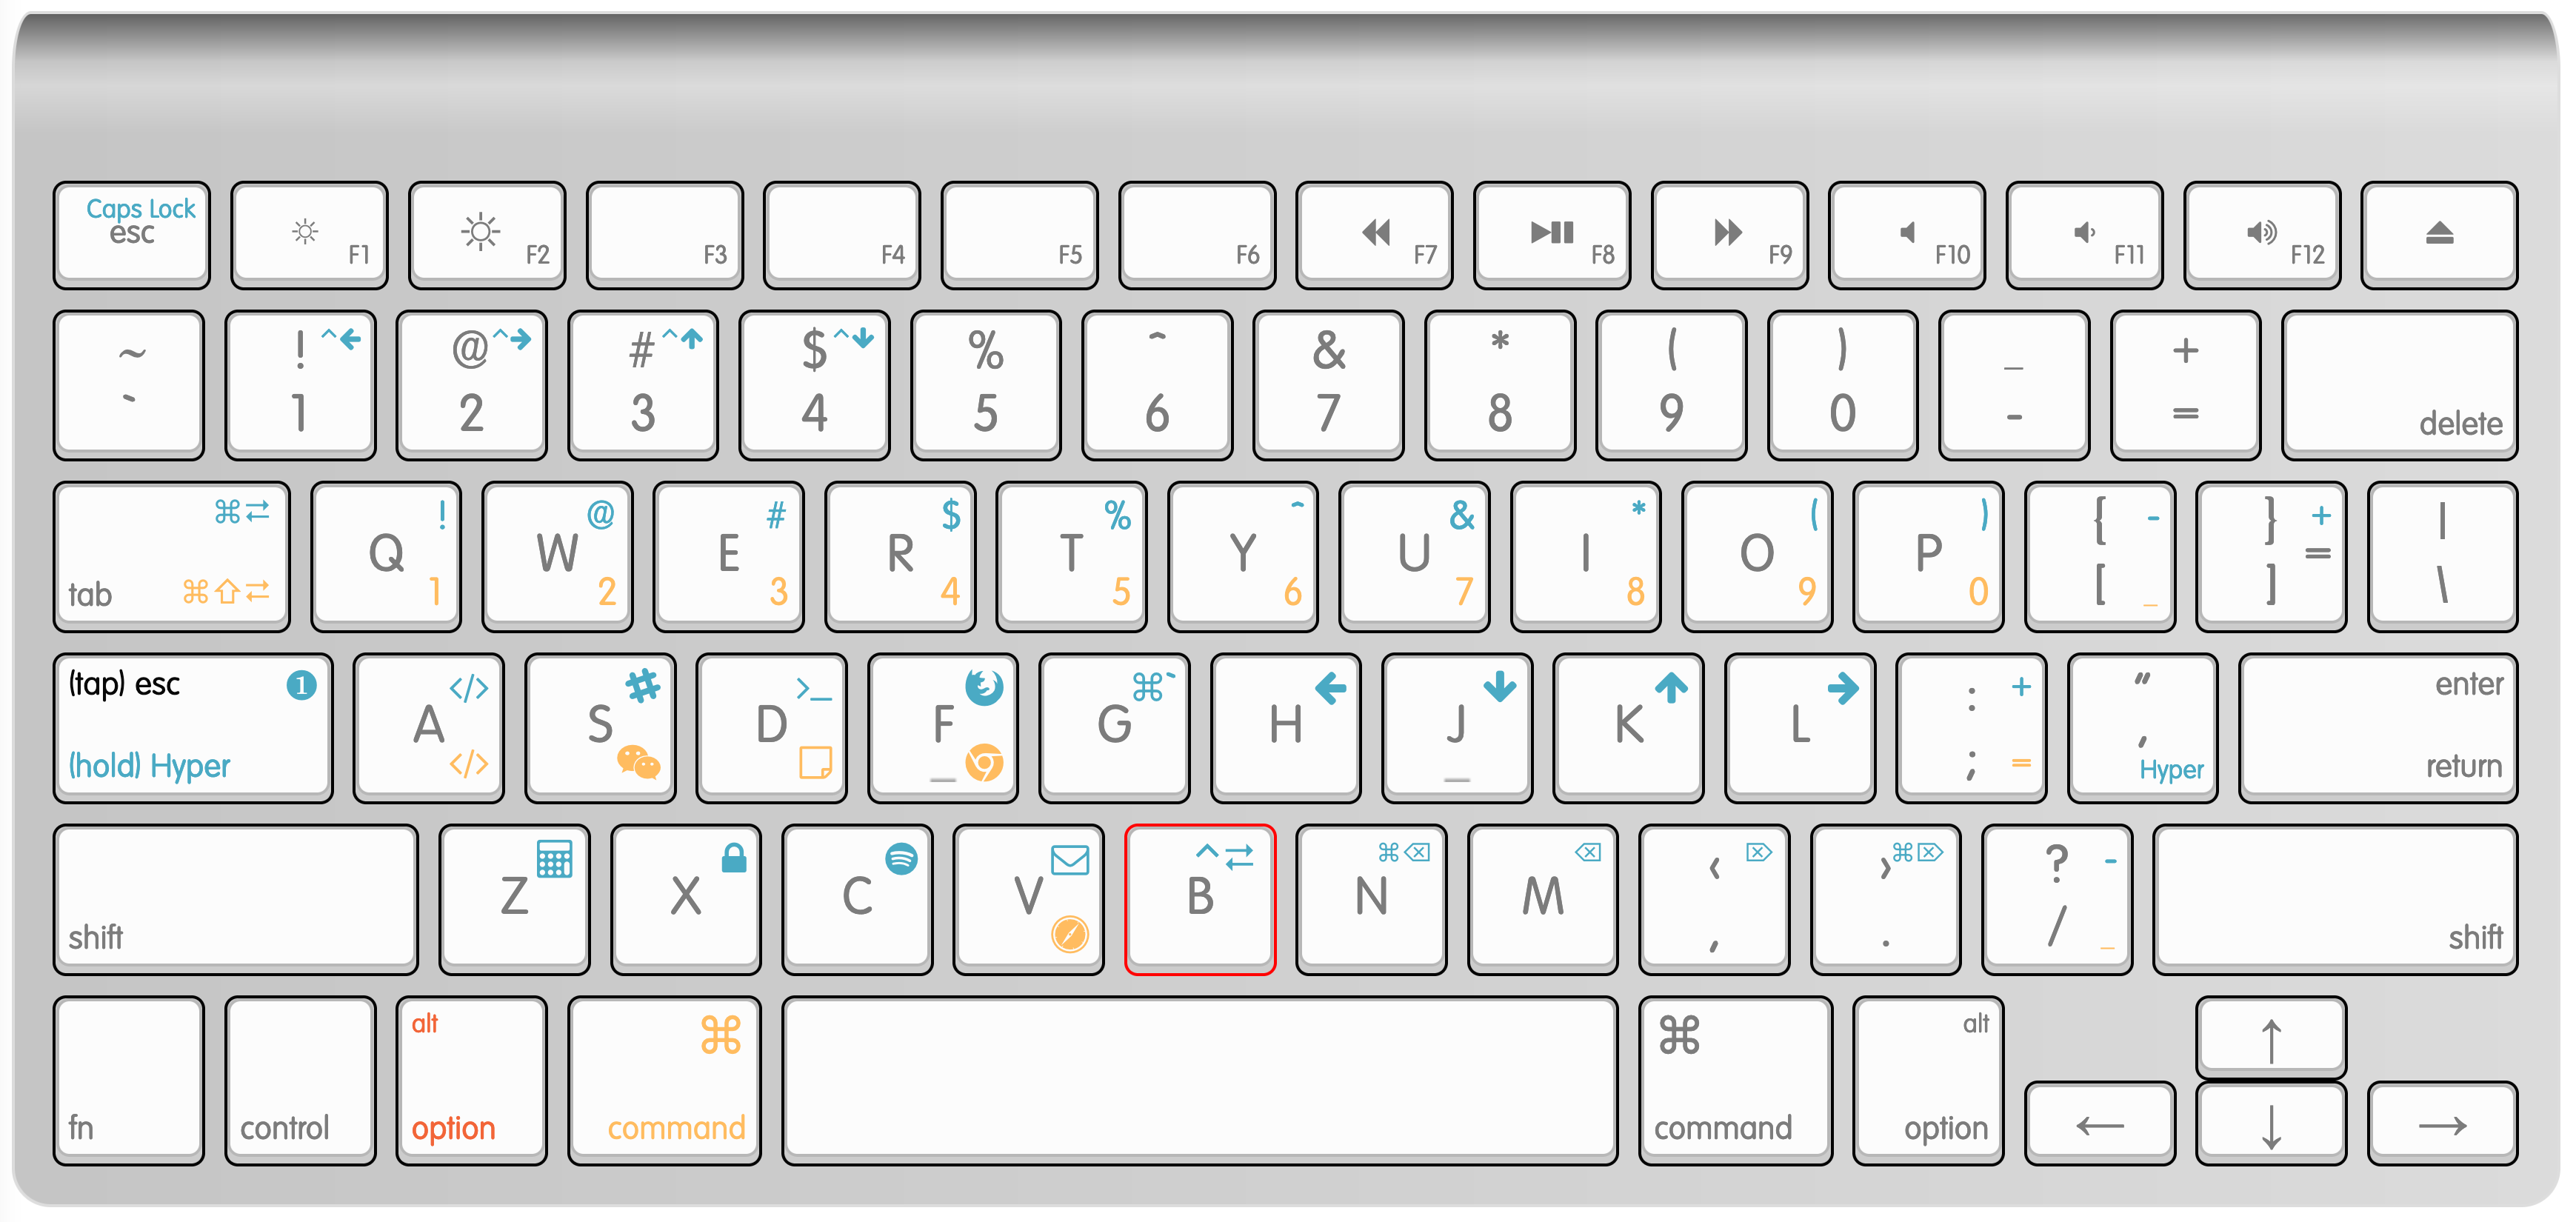 Caps Lock
esc
F1
F2
F3
F4
F5
F6
F7
F8
F9
F10
F11
F12
~
`
! ^←
1
@ ^→
2
# ^↑
3
$ ^↓
4
%
5
^
6
&
7
*
8
(
9
)
0
_
-
+
=
delete
⌘⇄
tab ⌘⇧⇄
!
Q
1
@
W
2
#
E
3
$
R
4
%
T
5
^
Y
6
&
U
7
*
I
8
(
O
9
)
P
0
{ -
[ _
} +
=
]
|
\
(tap) esc 1
(hold) Hyper
</>
A
</>
S
>_
D
F
_
⌘`
G
←
H
↓
J
_
↑
K
→
L
: +
; =
"
,
Hyper
enter
return
shift
Z
X
C
V
^⇄
B
⌘⌫
N
⌫
M
‹ ⌦
,
› ⌘⌦
.
? -
/ _
shift
fn
control
alt
option
⌘
command
⌘
command
alt
option
←
↑
↓
→